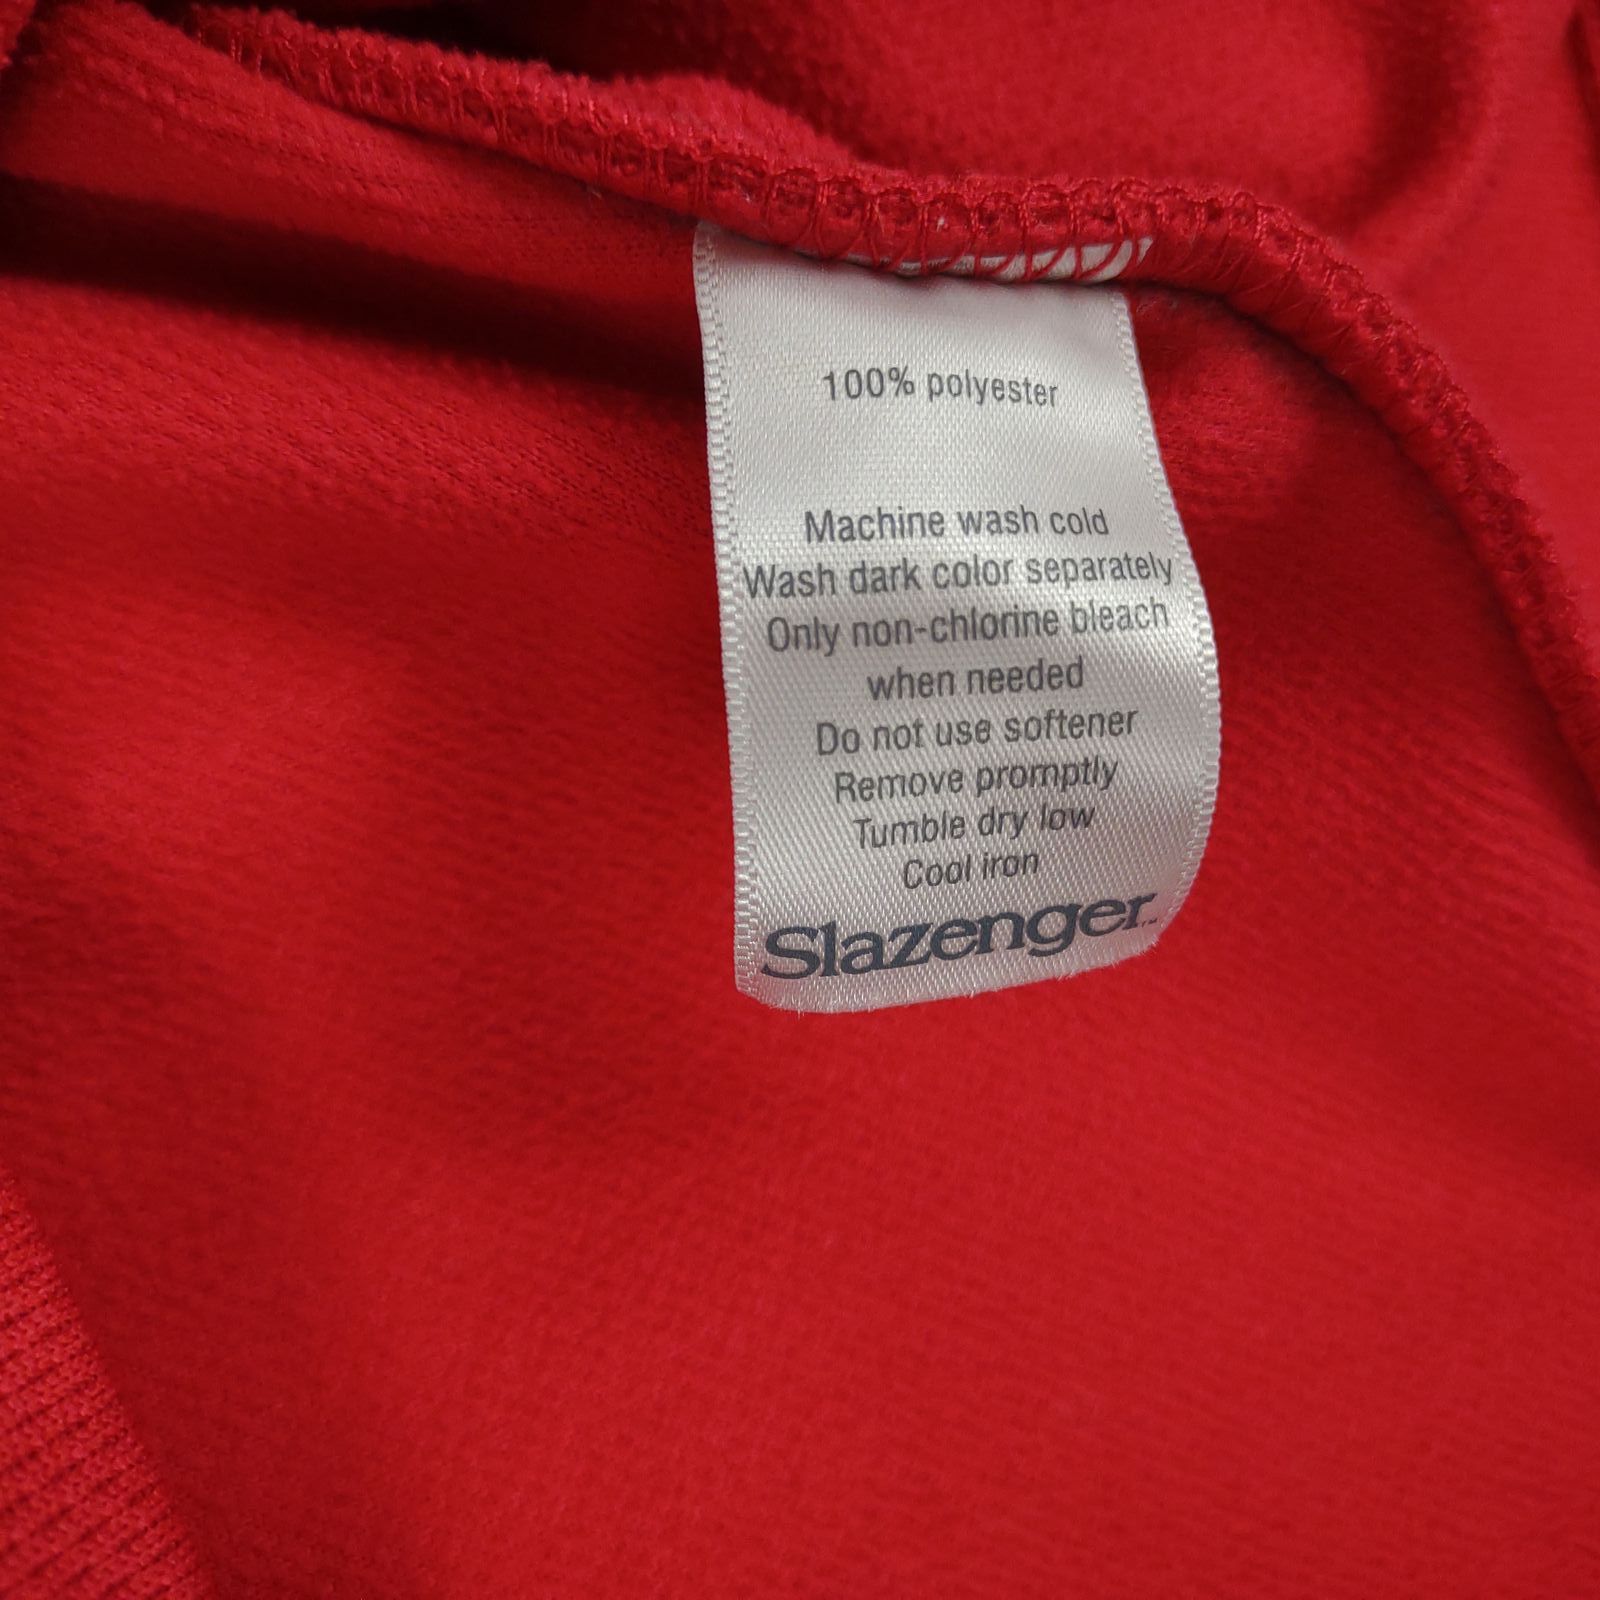 100% polyester
Machine wash cold
Wash dark color separately
Only non-chlorine bleach
when needed
Do not use softener
Remove promptly
Tumble dry low
Cool iron
Slazenger™